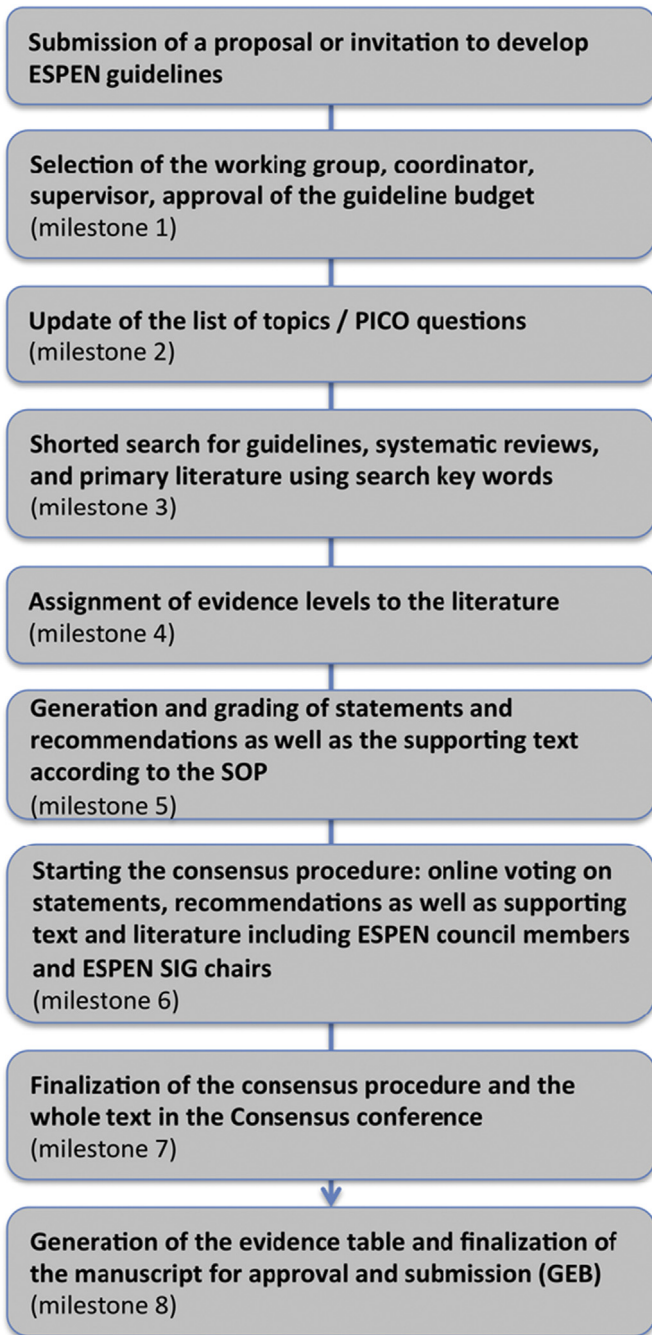 Submission of a proposal or invitation to develop
ESPEN guidelines
Selection of the working group, coordinator,
supervisor, approval of the guideline budget
(milestone 1)
Update of the list of topics / PICO questions
(milestone 2)
Shorted search for guidelines, systematic reviews,
and primary literature using search key words
(milestone 3)
Assignment of evidence levels to the literature
(milestone 4)
Generation and grading of statements and
recommendations as well as the supporting text
according to the SOP
(milestone 5)
Starting the consensus procedure: online voting on
statements, recommendations as well as supporting
text and literature including ESPEN council members
and ESPEN SIG chairs
(milestone 6)
Finalization of the consensus procedure and the
whole text in the Consensus conference
(milestone 7)
Generation of the evidence table and finalization of
the manuscript for approval and submission (GEB)
(milestone 8)